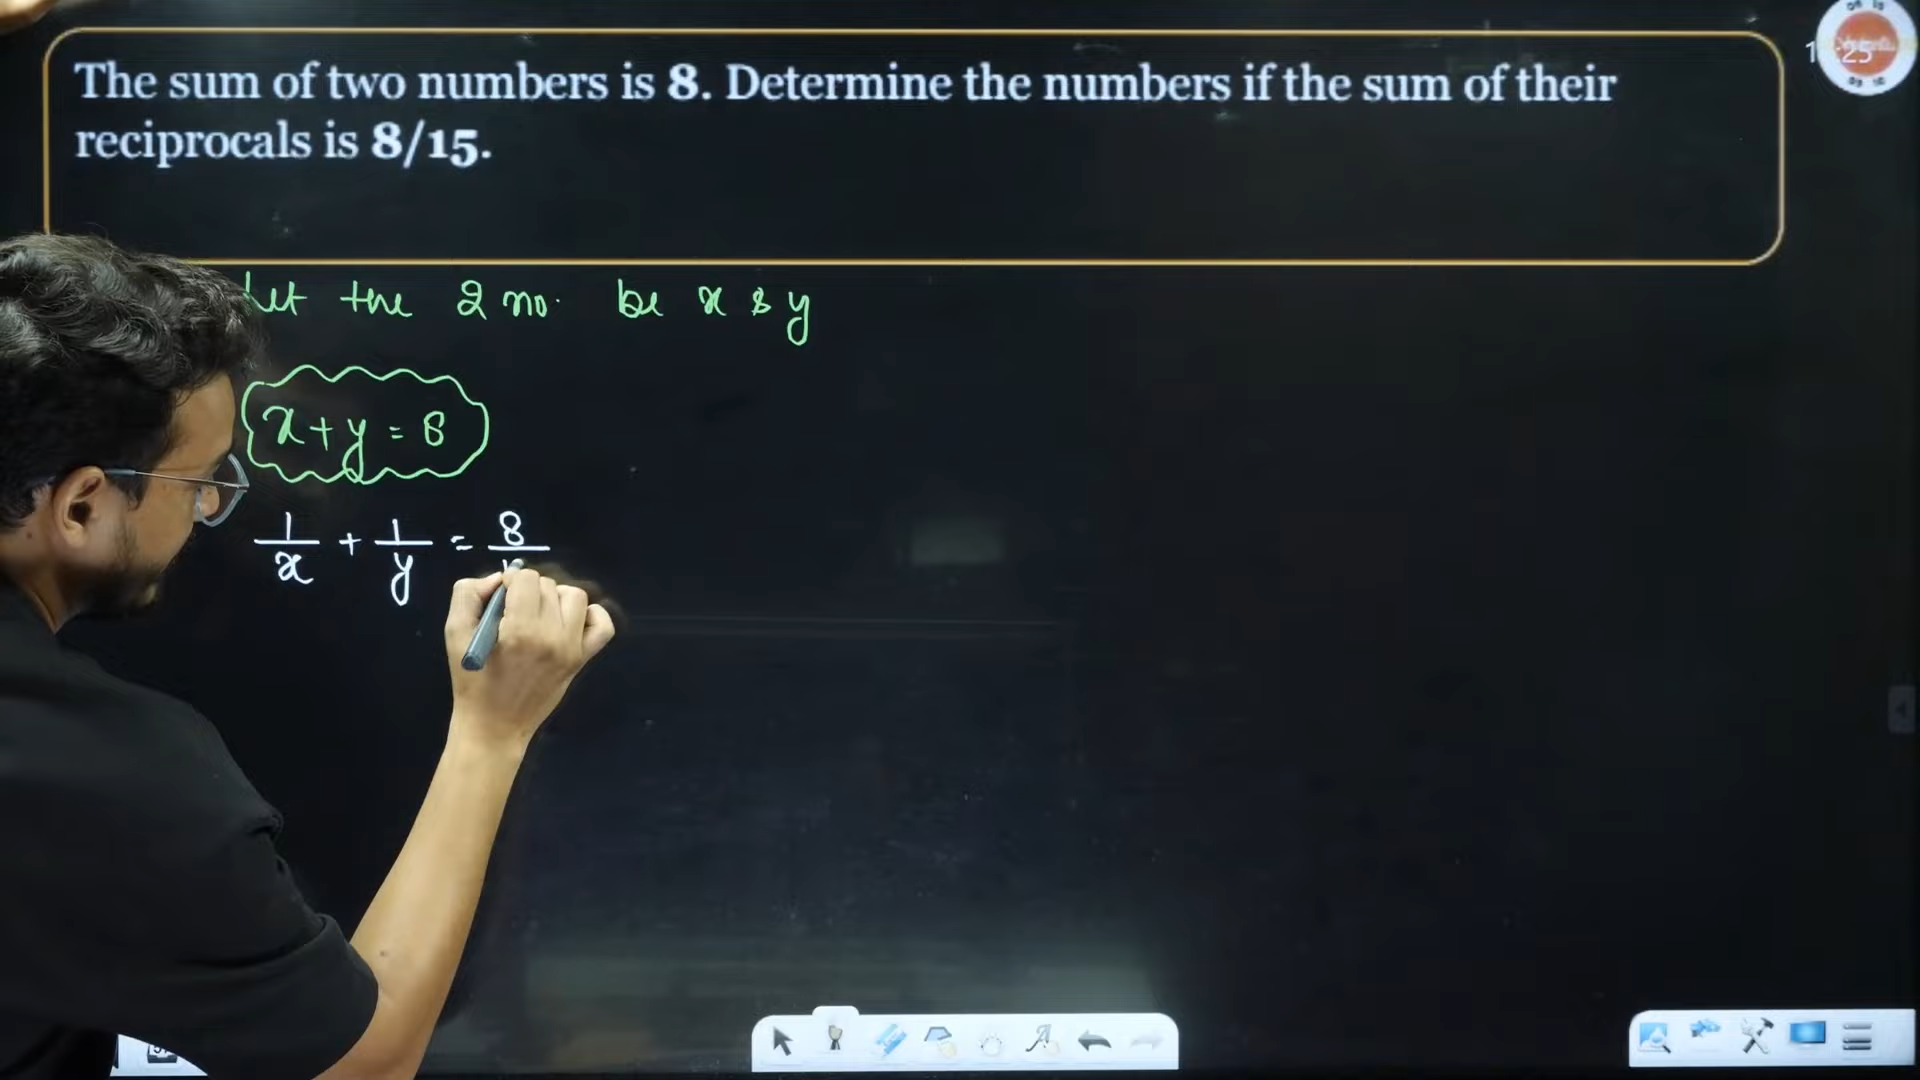 The sum of two numbers is 8. Determine the numbers if the sum of their
reciprocals is 8/15.
Let the 2 no. be x & y
x+y = 8
1/x + 1/y = 8/